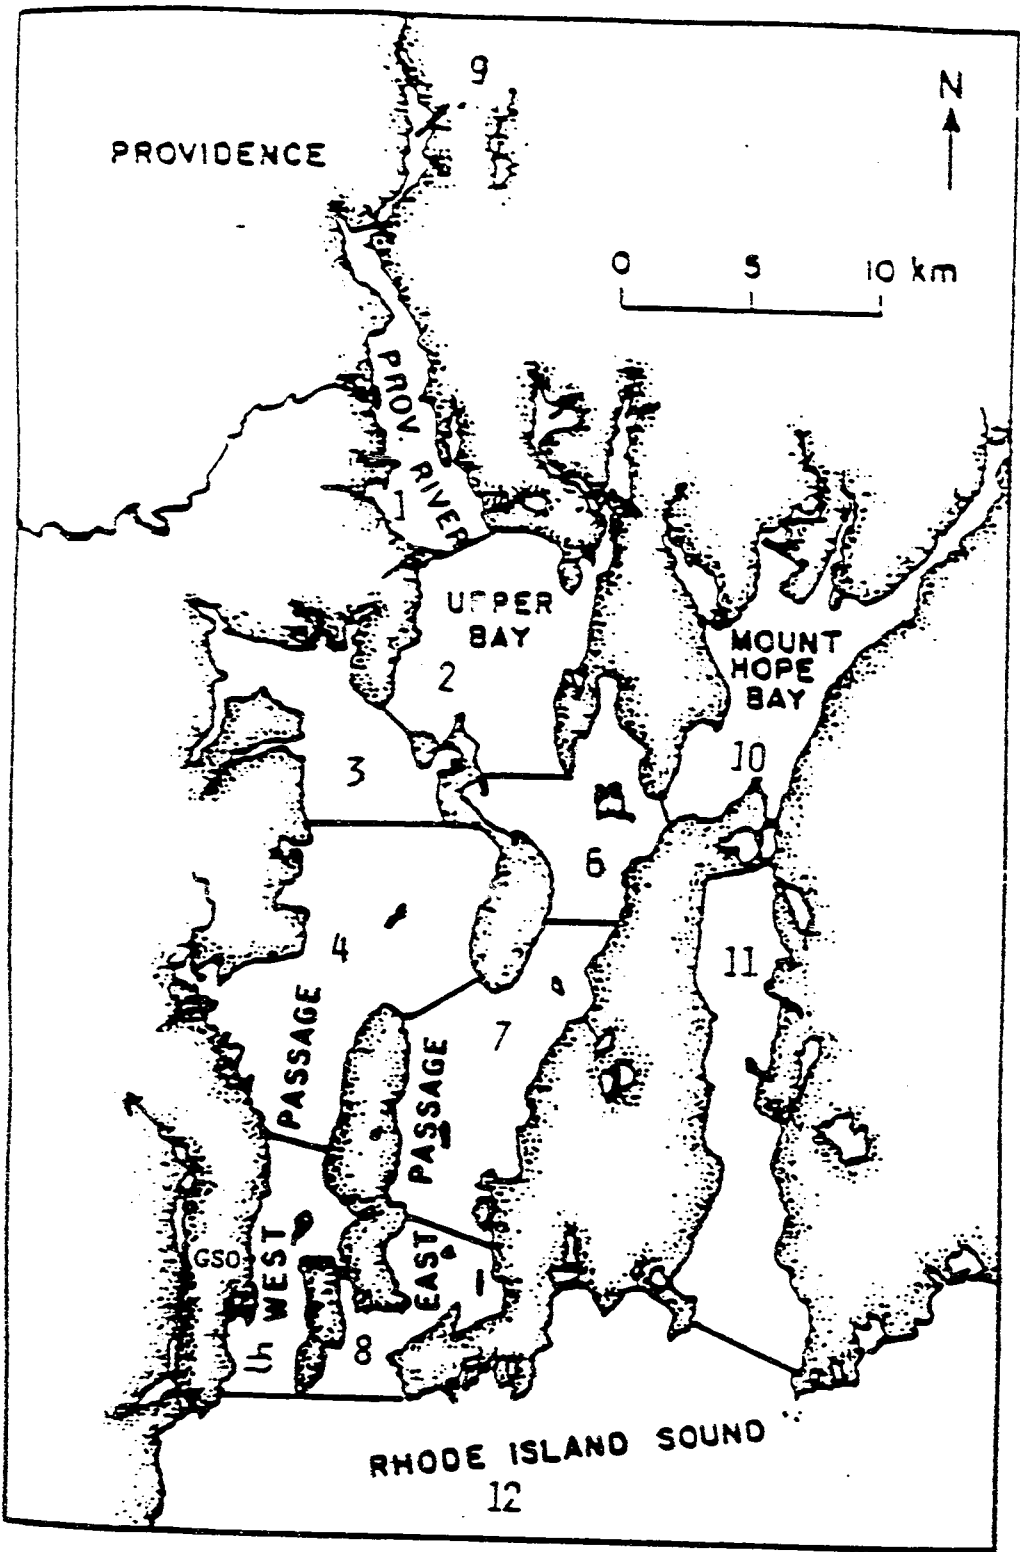 9
N
PROVIDENCE
0 5 10 km
PROV. RIVER
1
UPPER
BAY
2
MOUNT
HOPE
BAY
10
3
6
4
11
7
PASSAGE
PASSAGE
GSO
WEST
EAST
5
8
RHODE ISLAND SOUND
12